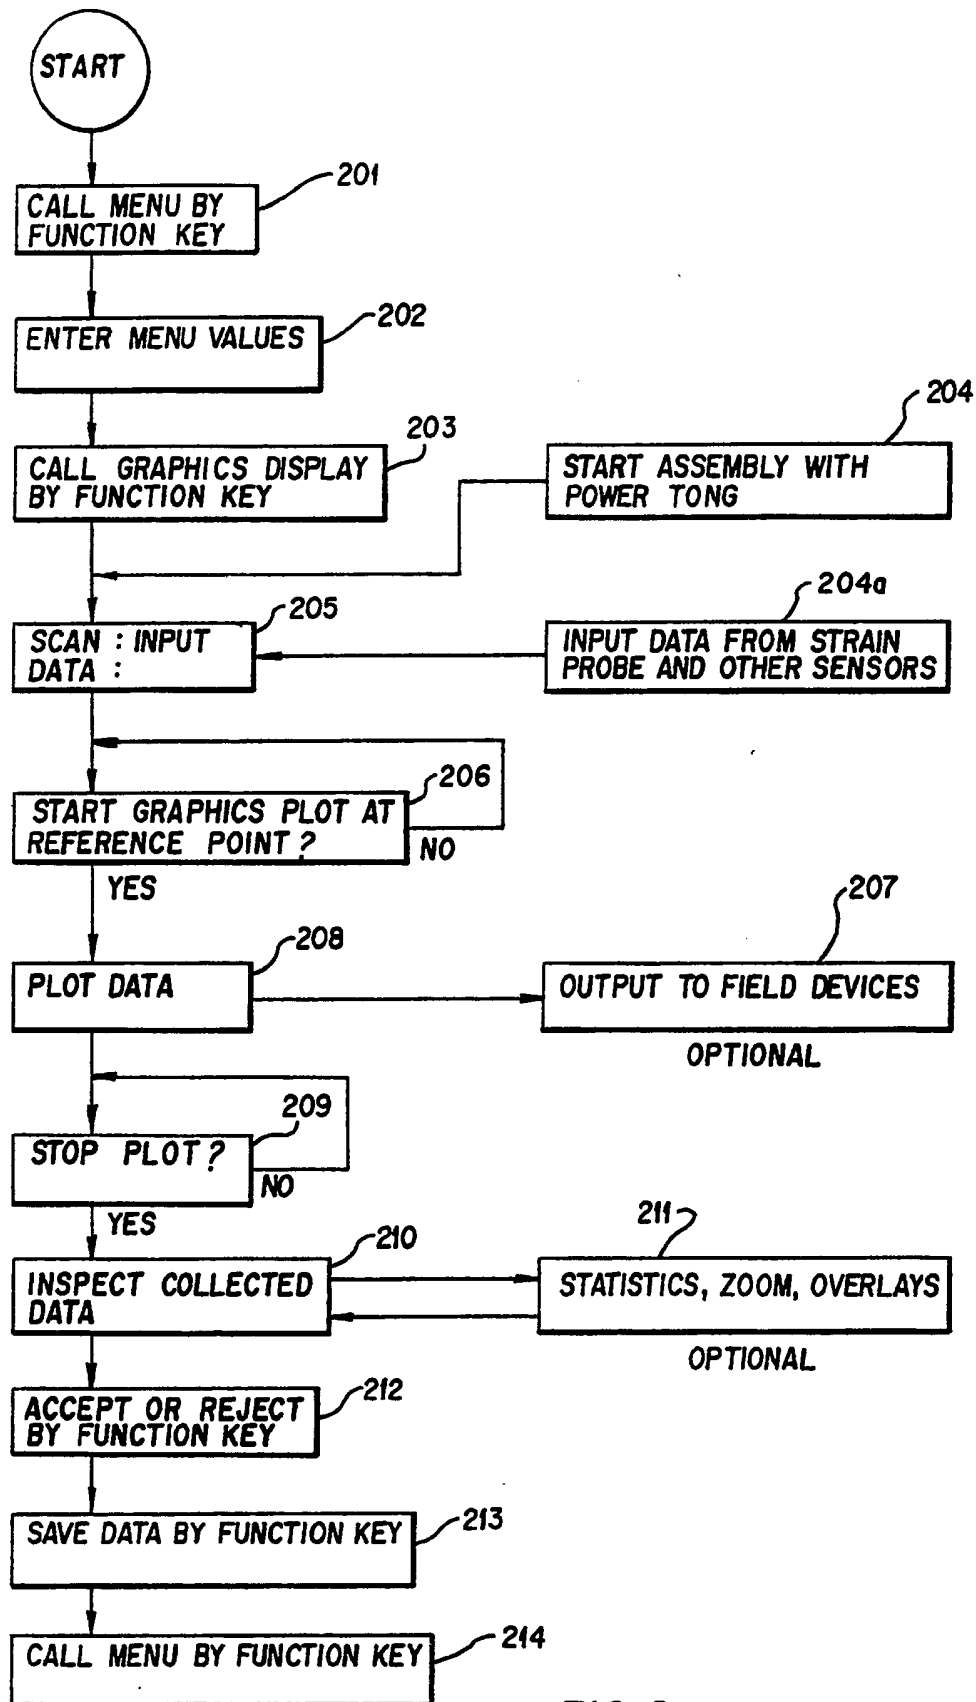 START
201
CALL MENU BY
FUNCTION KEY
202
ENTER MENU VALUES
203
CALL GRAPHICS DISPLAY
BY FUNCTION KEY
204
START ASSEMBLY WITH
POWER TONG
205
SCAN : INPUT
DATA :
204a
INPUT DATA FROM STRAIN
PROBE AND OTHER SENSORS
206
START GRAPHICS PLOT AT
REFERENCE POINT ?
NO
YES
208
PLOT DATA
207
OUTPUT TO FIELD DEVICES
OPTIONAL
209
STOP PLOT ?
NO
YES
210
INSPECT COLLECTED
DATA
211
STATISTICS, ZOOM, OVERLAYS
OPTIONAL
212
ACCEPT OR REJECT
BY FUNCTION KEY
213
SAVE DATA BY FUNCTION KEY
214
CALL MENU BY FUNCTION KEY